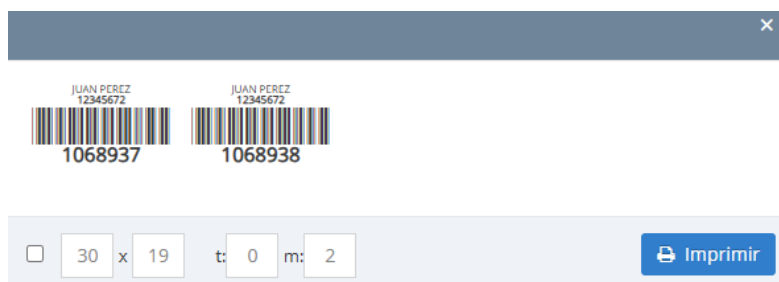 ×
JUAN PEREZ
12345672
1068937
JUAN PEREZ
12345672
1068938
30 x 19 t: 0 m: 2 Imprimir